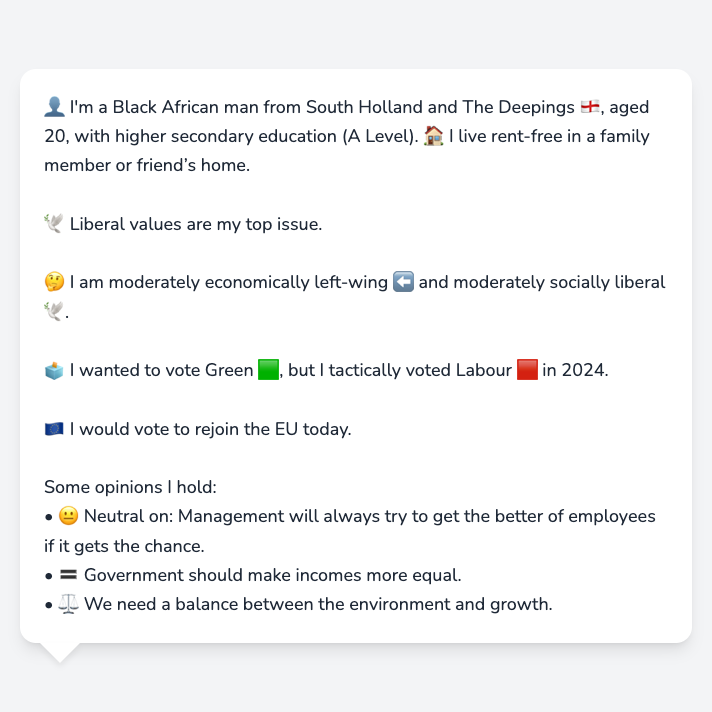 👤 I'm a Black African man from South Holland and The Deepings 🏴󠁧󠁢󠁥󠁮󠁧󠁿, aged
20, with higher secondary education (A Level). 🏠 I live rent-free in a family
member or friend’s home.
🕊️ Liberal values are my top issue.
🤔 I am moderately economically left-wing ⬅️ and moderately socially liberal
🕊️.
🗳️ I wanted to vote Green 🟩, but I tactically voted Labour 🟥 in 2024.
🇪🇺 I would vote to rejoin the EU today.
Some opinions I hold:
• 😐 Neutral on: Management will always try to get the better of employees
if it gets the chance.
• 🟰 Government should make incomes more equal.
• ⚖️ We need a balance between the environment and growth.